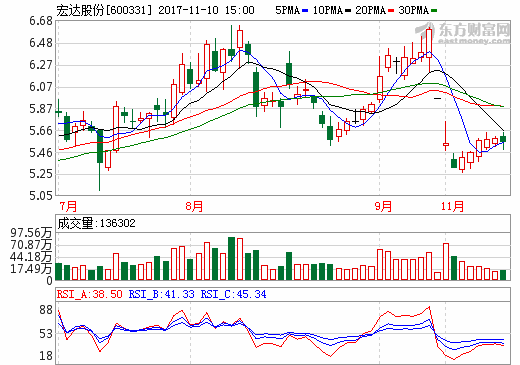 宏达股份[600331] 2017-11-10 15:00 5PMA 10PMA 20PMA 30PMA
东方财富网
eastmoney.com
6.68
6.48
6.28
6.07
5.87
5.66
5.46
5.26
5.05
7月 8月 9月 11月
成交量:136302
97.56万
70.87万
44.18万
17.49万
0
RSI_A:38.50 RSI_B:41.33 RSI_C:45.34
88
53
18